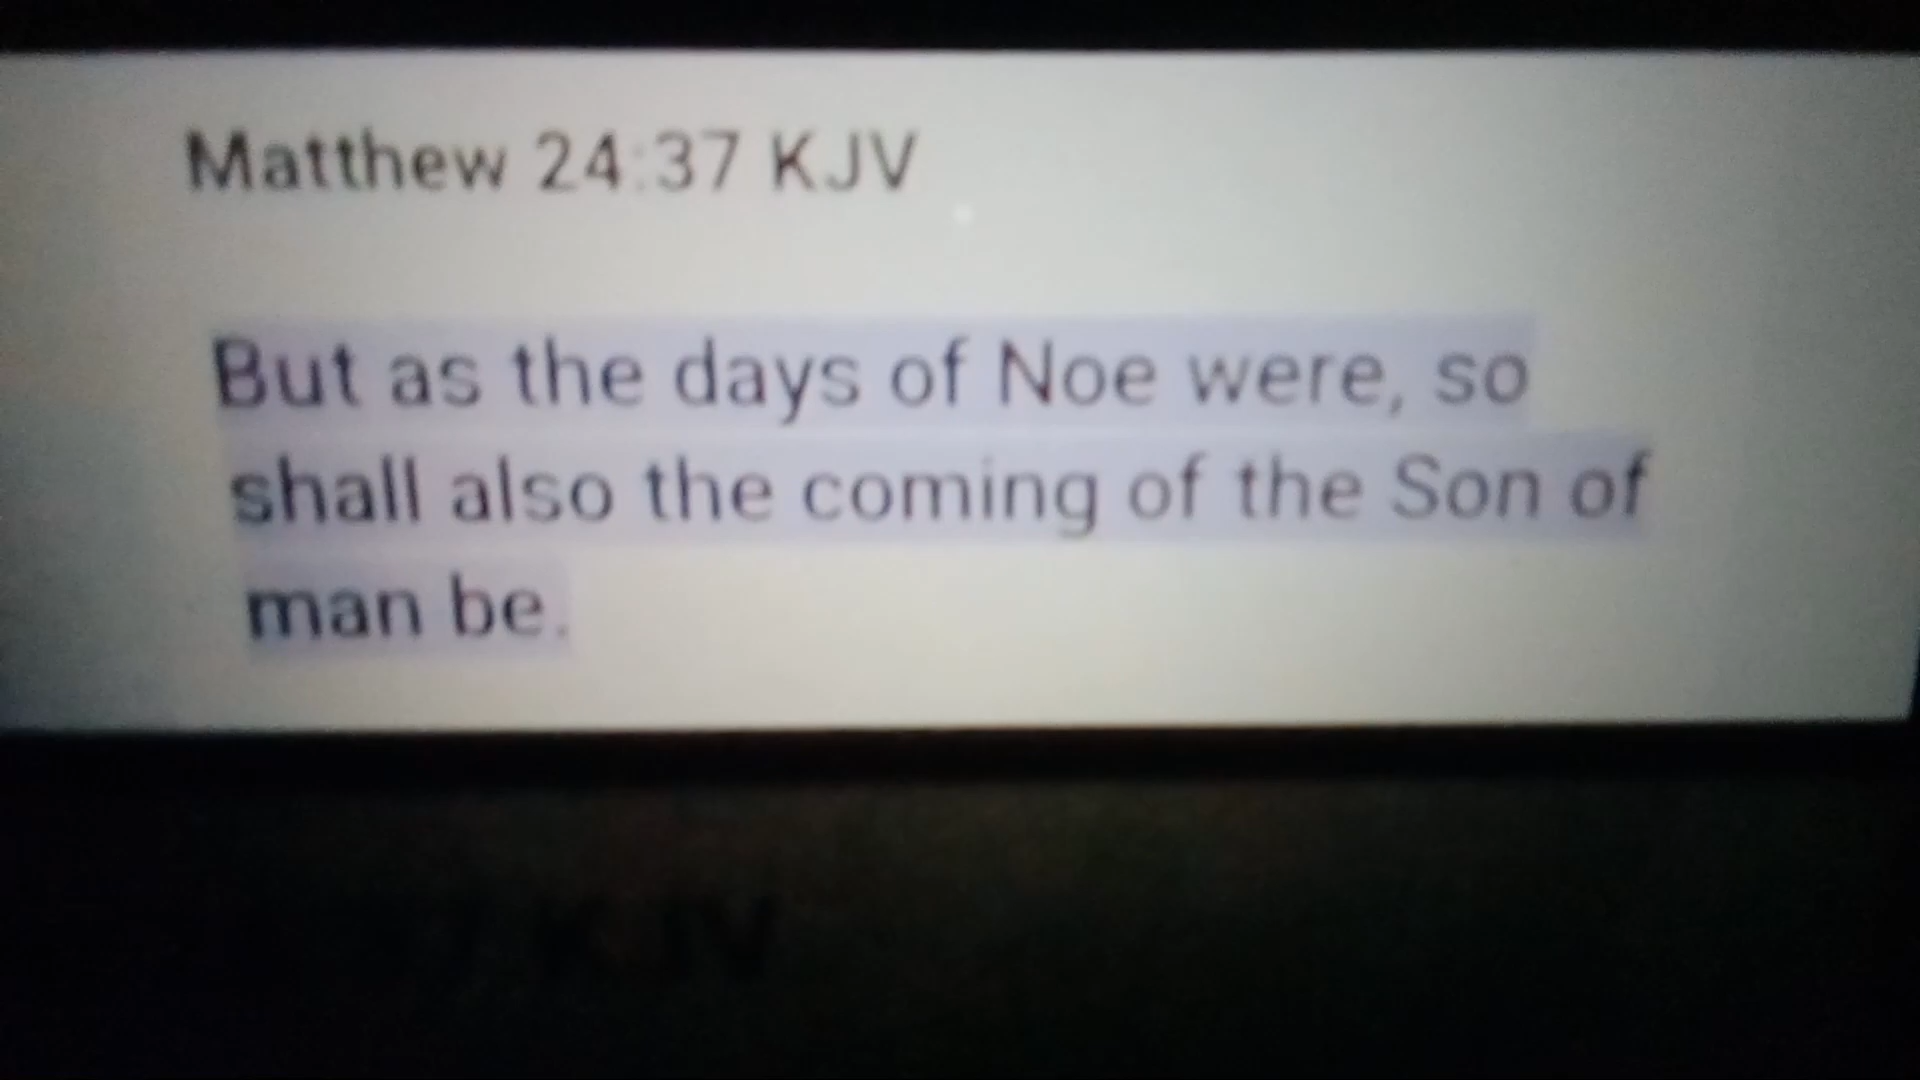 Matthew 24:37 KJV
But as the days of Noe were, so
shall also the coming of the Son of
man be.
KJV